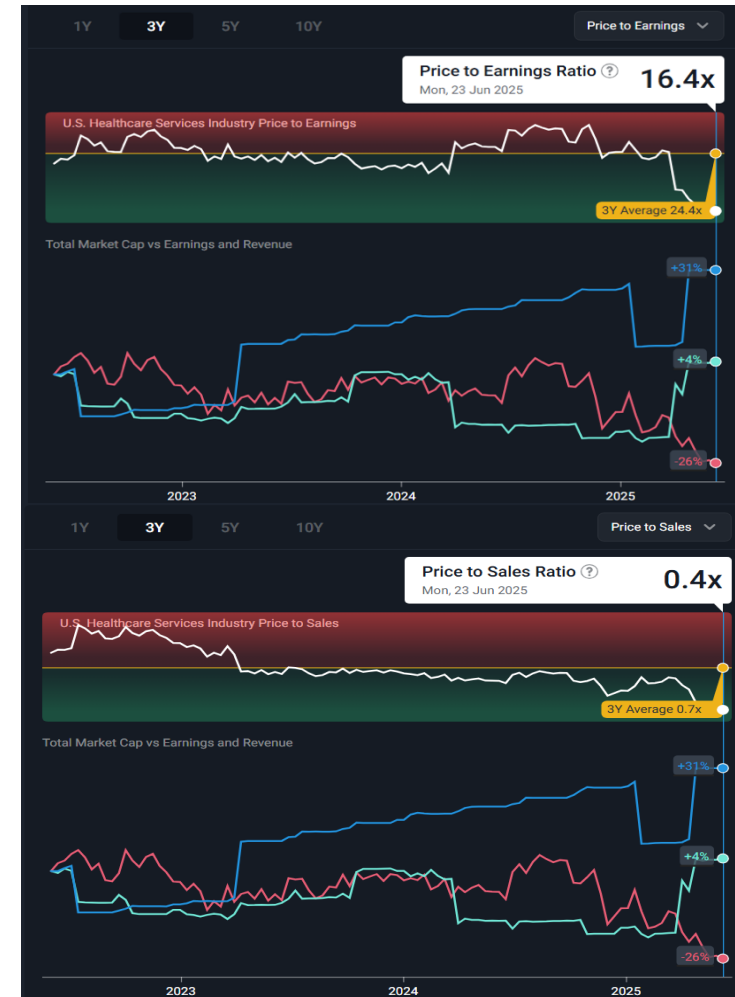 1Y 3Y 5Y 10Y Price to Earnings
Price to Earnings Ratio ? 16.4x
Mon, 23 Jun 2025
U.S. Healthcare Services Industry Price to Earnings
3Y Average 24.4x
Total Market Cap vs Earnings and Revenue
+31%
+4%
-26%
2023 2024 2025
1Y 3Y 5Y 10Y Price to Sales
Price to Sales Ratio ? 0.4x
Mon, 23 Jun 2025
U.S. Healthcare Services Industry Price to Sales
3Y Average 0.7x
Total Market Cap vs Earnings and Revenue
+31%
+4%
-26%
2023 2024 2025